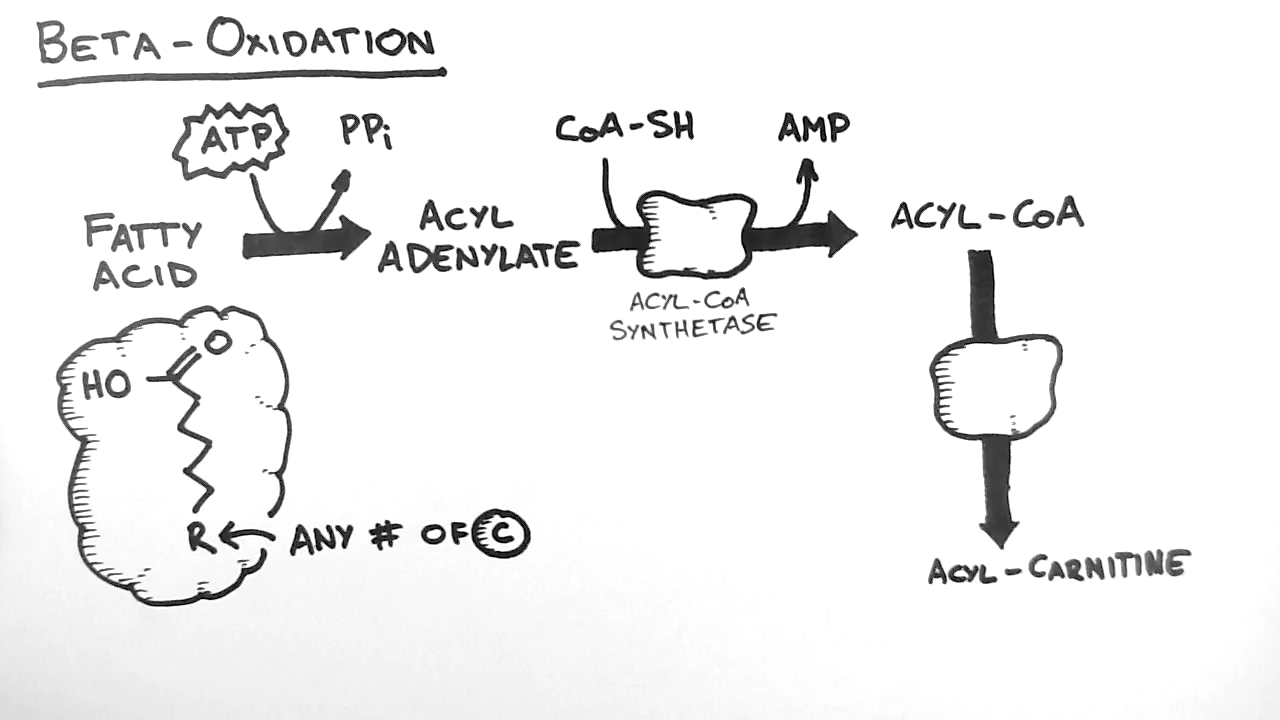 BETA-OXIDATION
ATP
PPi
CoA-SH
AMP
FATTY
ACID
ACYL
ADENYLATE
ACYL-CoA
SYNTHETASE
ACYL-CoA
HO
O
R
ANY # OF C
ACYL-CARNITINE